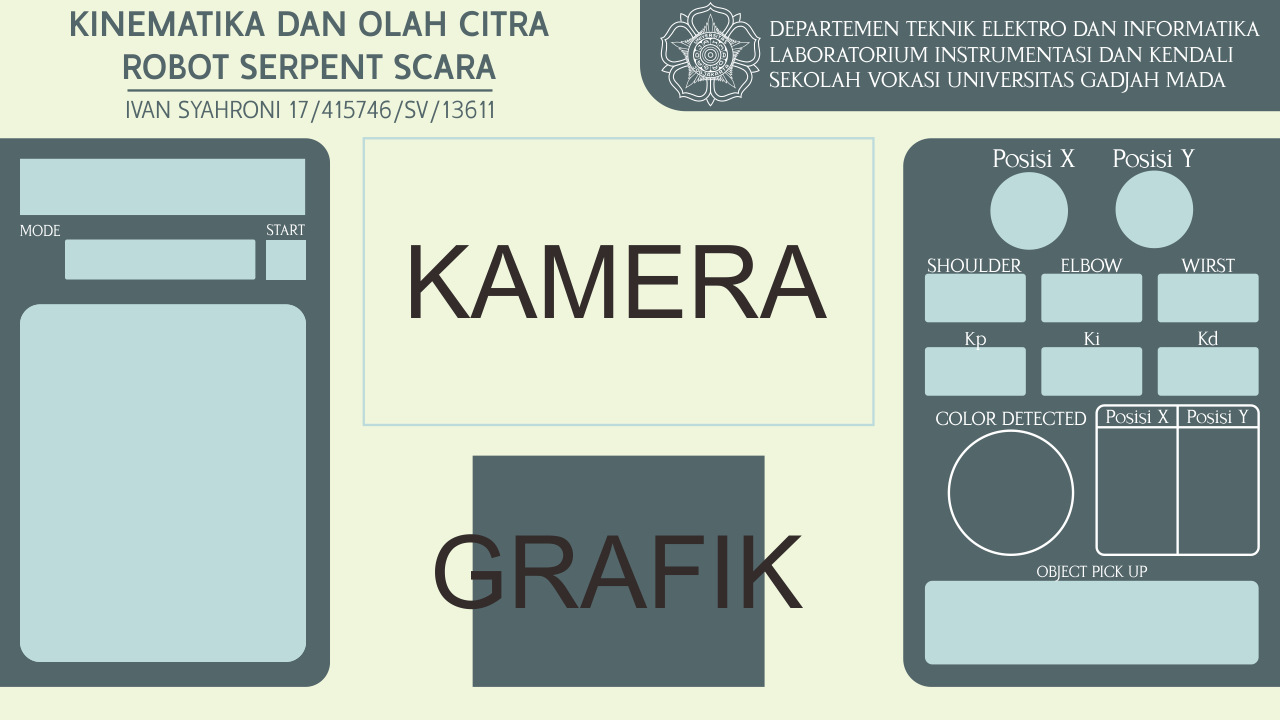 KINEMATIKA DAN OLAH CITRA
ROBOT SERPENT SCARA
IVAN SYAHRONI 17/415746/SV/13611
DEPARTEMEN TEKNIK ELEKTRO DAN INFORMATIKA
LABORATORIUM INSTRUMENTASI DAN KENDALI
SEKOLAH VOKASI UNIVERSITAS GADJAH MADA
MODE
START
KAMERA
GRAFIK
Posisi X Posisi Y
SHOULDER ELBOW WIRST
Kp Ki Kd
COLOR DETECTED
Posisi X Posisi Y
OBJECT PICK UP